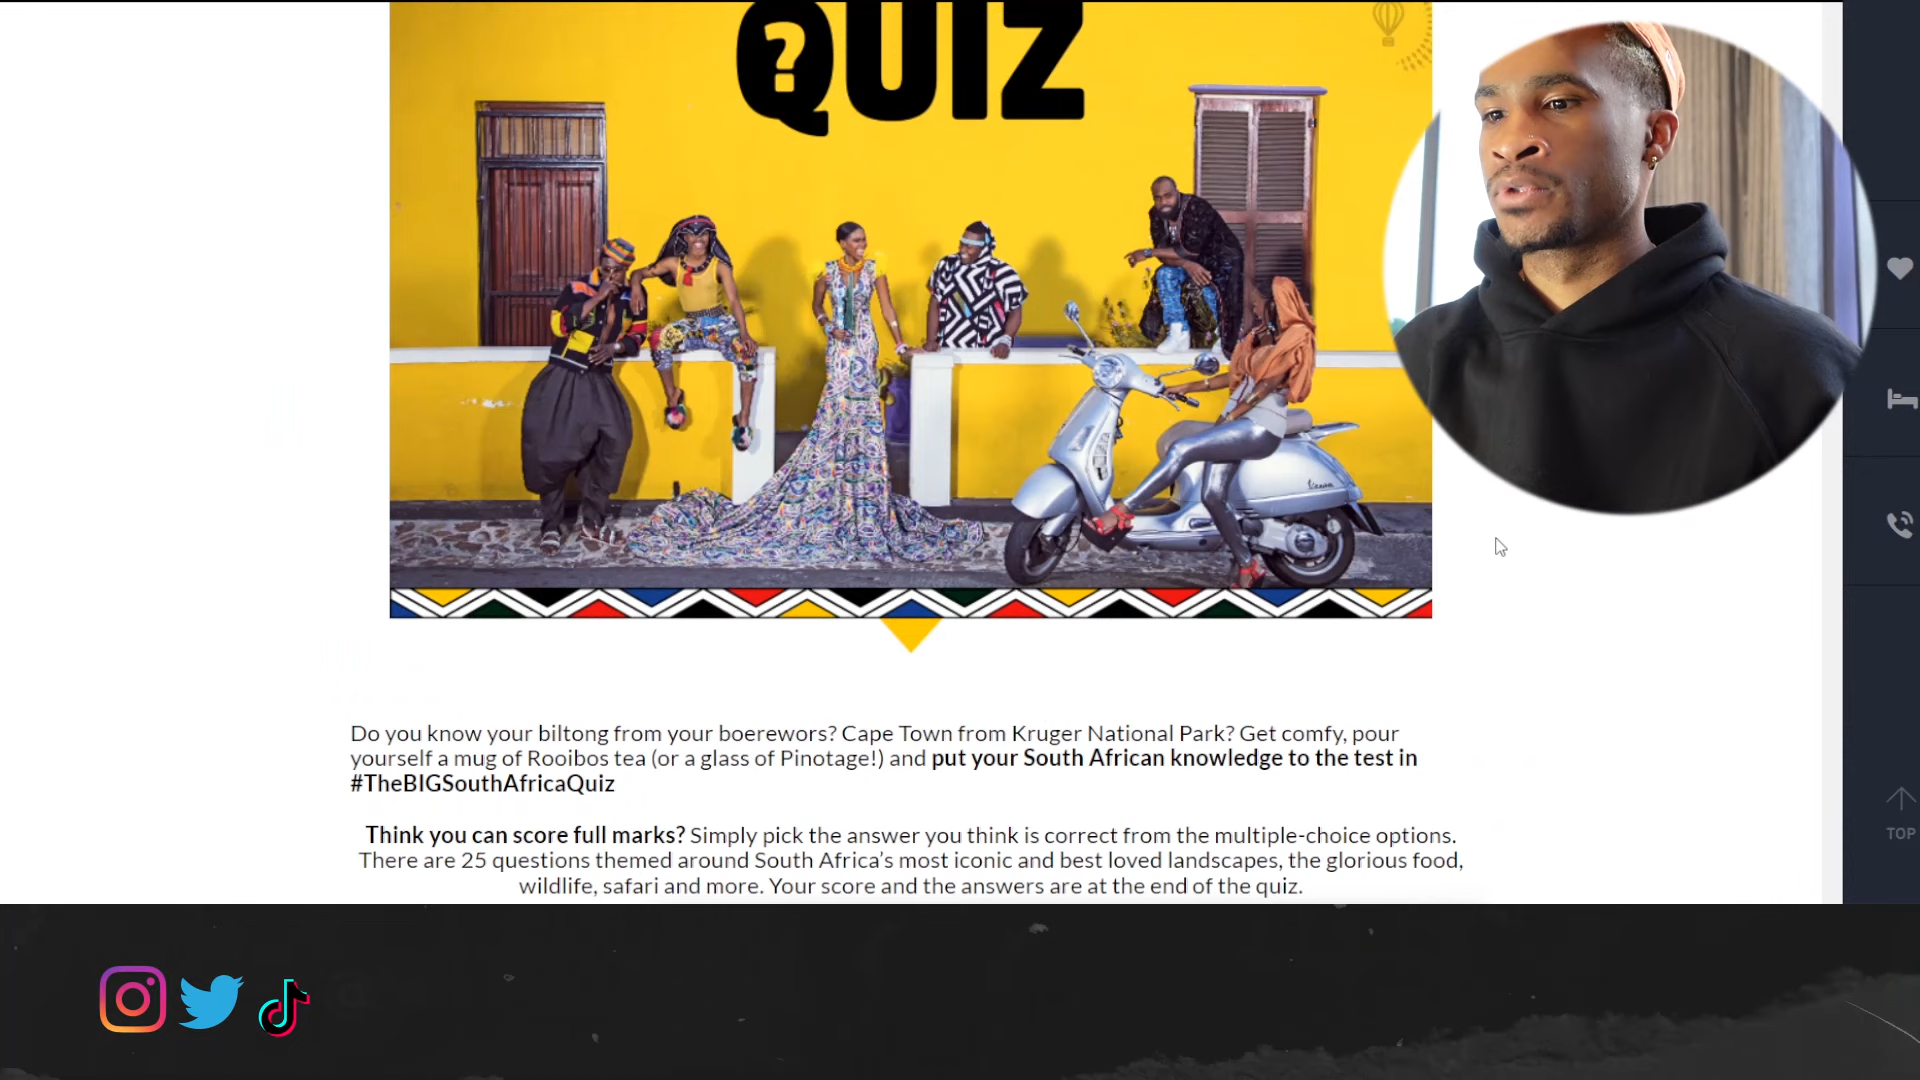 QUIZ
?
Vespa
Do you know your biltong from your boerewors? Cape Town from Kruger National Park? Get comfy, pour
yourself a mug of Rooibos tea (or a glass of Pinotage!) and put your South African knowledge to the test in
#TheBIGSouthAfricaQuiz
Think you can score full marks? Simply pick the answer you think is correct from the multiple-choice options.
There are 25 questions themed around South Africa’s most iconic and best loved landscapes, the glorious food,
wildlife, safari and more. Your score and the answers are at the end of the quiz.
TOP